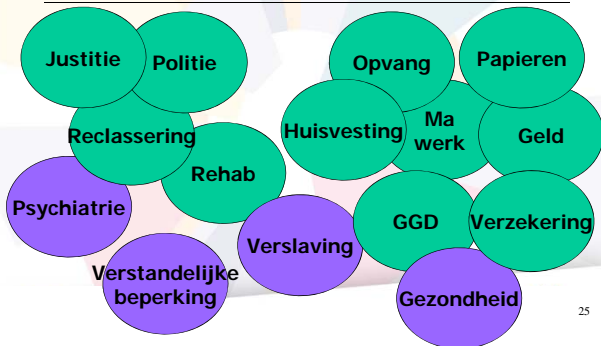 Justitie
Politie
Opvang
Papieren
Reclassering
Huisvesting
Ma
werk
Geld
Rehab
Psychiatrie
Verslaving
GGD
Verzekering
Verstandelijke
beperking
Gezondheid
25